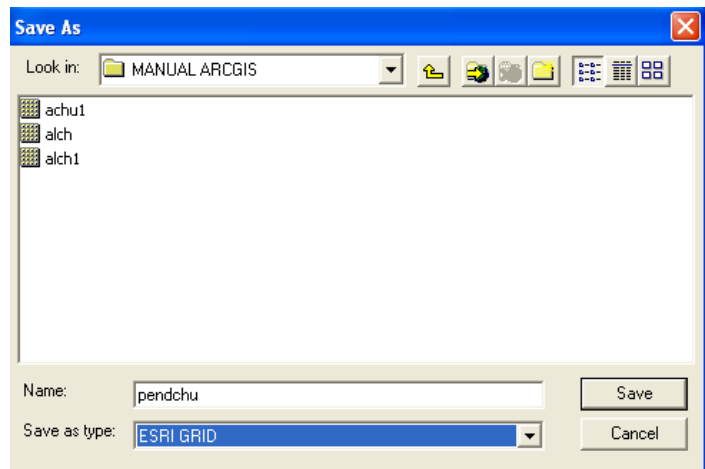 Save As
Look in: MANUAL ARCGIS
achu1
alch
alch1
Name: pendchu Save
Save as type: ESRI GRID Cancel